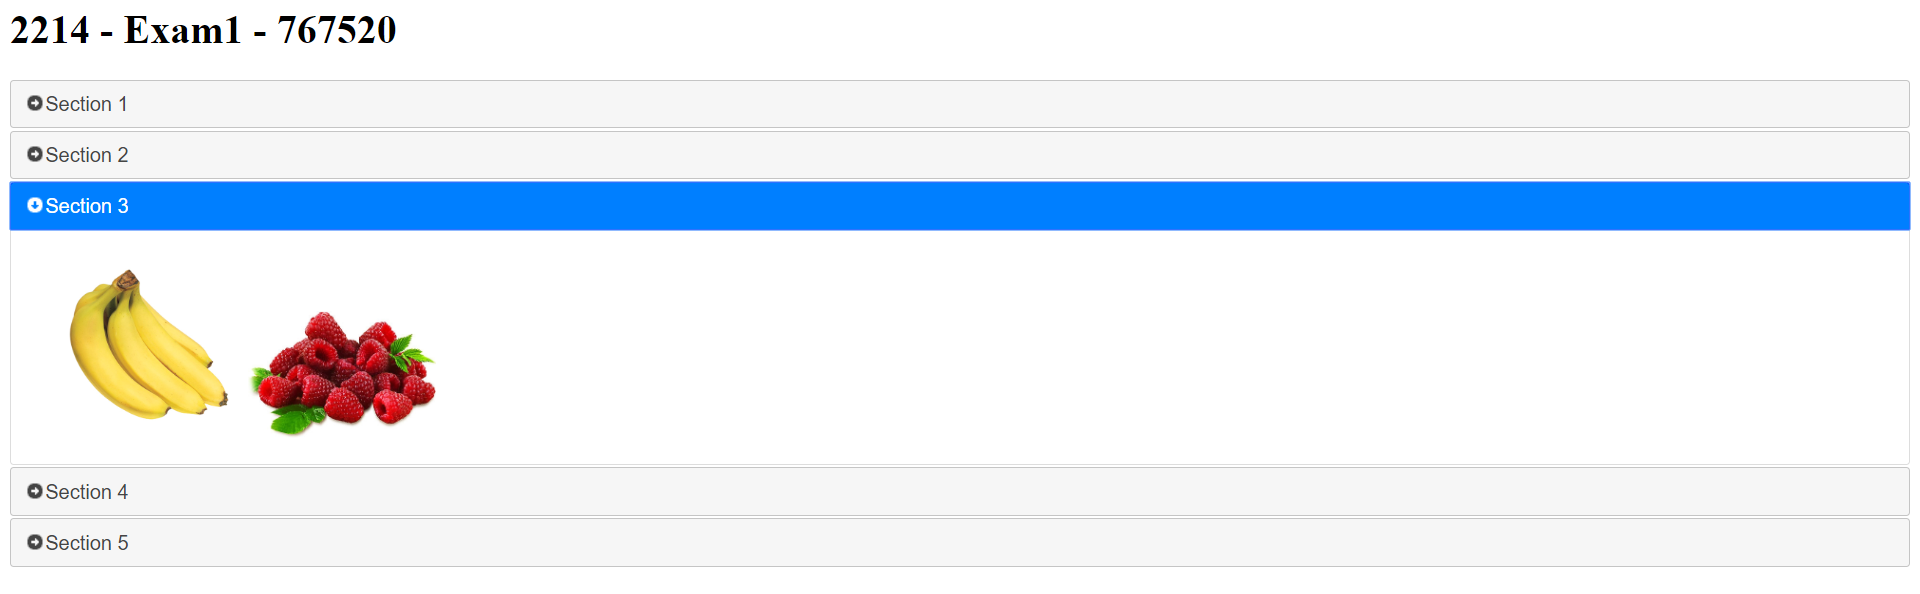 2214 - Exam1 - 767520
Section 1
Section 2
Section 3
Section 4
Section 5